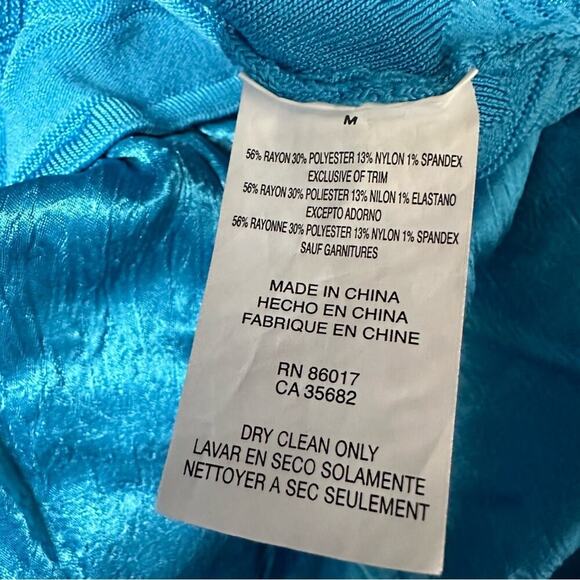 M
56% RAYON 30% POLYESTER 13% NYLON 1% SPANDEX
EXCLUSIVE OF TRIM
56% RAYON 30% POLIESTER 13% NILON 1% ELASTANO
EXCEPTO ADORNO
56% RAYONNE 30% POLYESTER 13% NYLON 1% SPANDEX
SAUF GARNITURES
MADE IN CHINA
HECHO EN CHINA
FABRIQUE EN CHINE
RN 86017
CA 35682
DRY CLEAN ONLY
LAVAR EN SECO SOLAMENTE
NETTOYER A SEC SEULEMENT